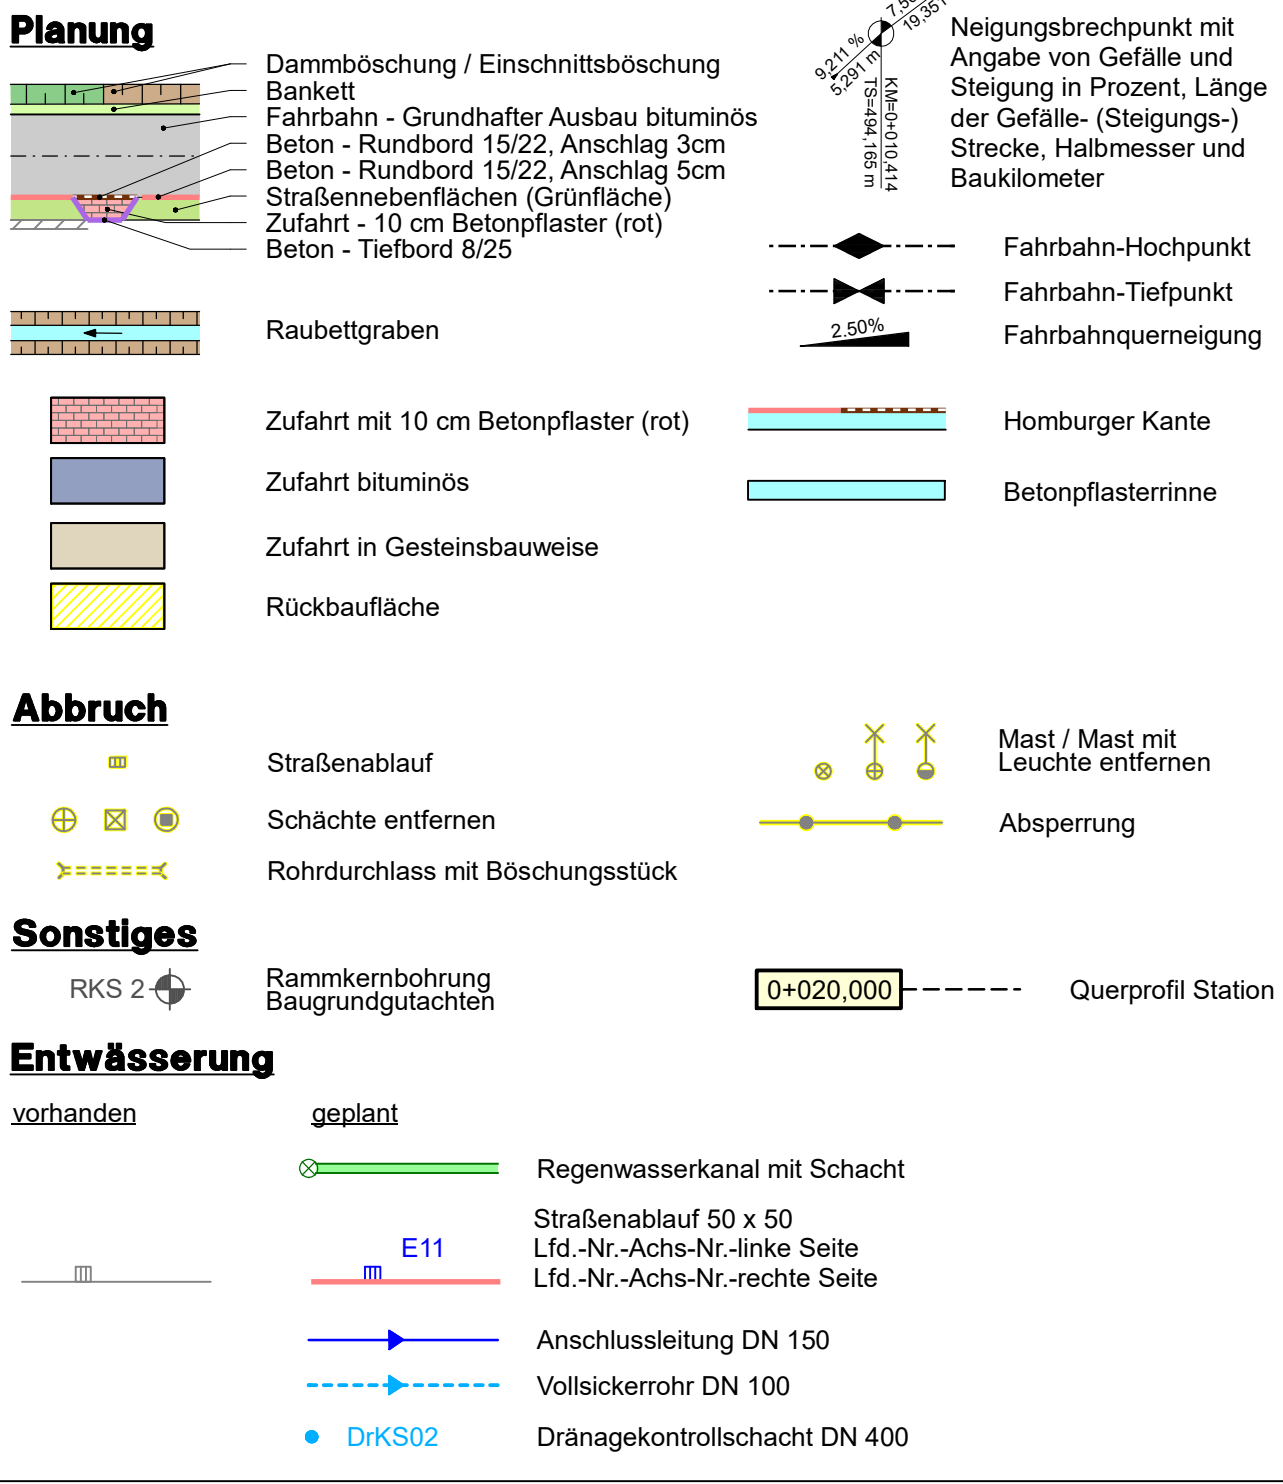 Planung
Dammböschung / Einschnittsböschung
Bankett
Fahrbahn - Grundhafter Ausbau bituminös
Beton - Rundbord 15/22, Anschlag 3cm
Beton - Rundbord 15/22, Anschlag 5cm
Straßennebenflächen (Grünfläche)
Zufahrt - 10 cm Betonpflaster (rot)
Beton - Tiefbord 8/25
Raubettgraben
Zufahrt mit 10 cm Betonpflaster (rot)
Zufahrt bituminös
Zufahrt in Gesteinsbauweise
Rückbaufläche
9,211 %
5,291 m
KM=0+010,414
TS=494,165 m
Neigungsbrechpunkt mit
Angabe von Gefälle und
Steigung in Prozent, Länge
der Gefälle- (Steigungs-)
Strecke, Halbmesser und
Baukilometer
Fahrbahn-Hochpunkt
Fahrbahn-Tiefpunkt
2.50%
Fahrbahnquerneigung
Homburger Kante
Betonpflasterrinne
Abbruch
Straßenablauf
Schächte entfernen
Rohrdurchlass mit Böschungsstück
Mast / Mast mit
Leuchte entfernen
Absperrung
Sonstiges
RKS 2
Rammkernbohrung
Baugrundgutachten
0+020,000
Querprofil Station
Entwässerung
vorhanden
geplant
Regenwasserkanal mit Schacht
Straßenablauf 50 x 50
E11
Lfd.-Nr.-Achs-Nr.-linke Seite
Lfd.-Nr.-Achs-Nr.-rechte Seite
Anschlussleitung DN 150
Vollsickerrohr DN 100
DrKS02
Dränagekontrollschacht DN 400